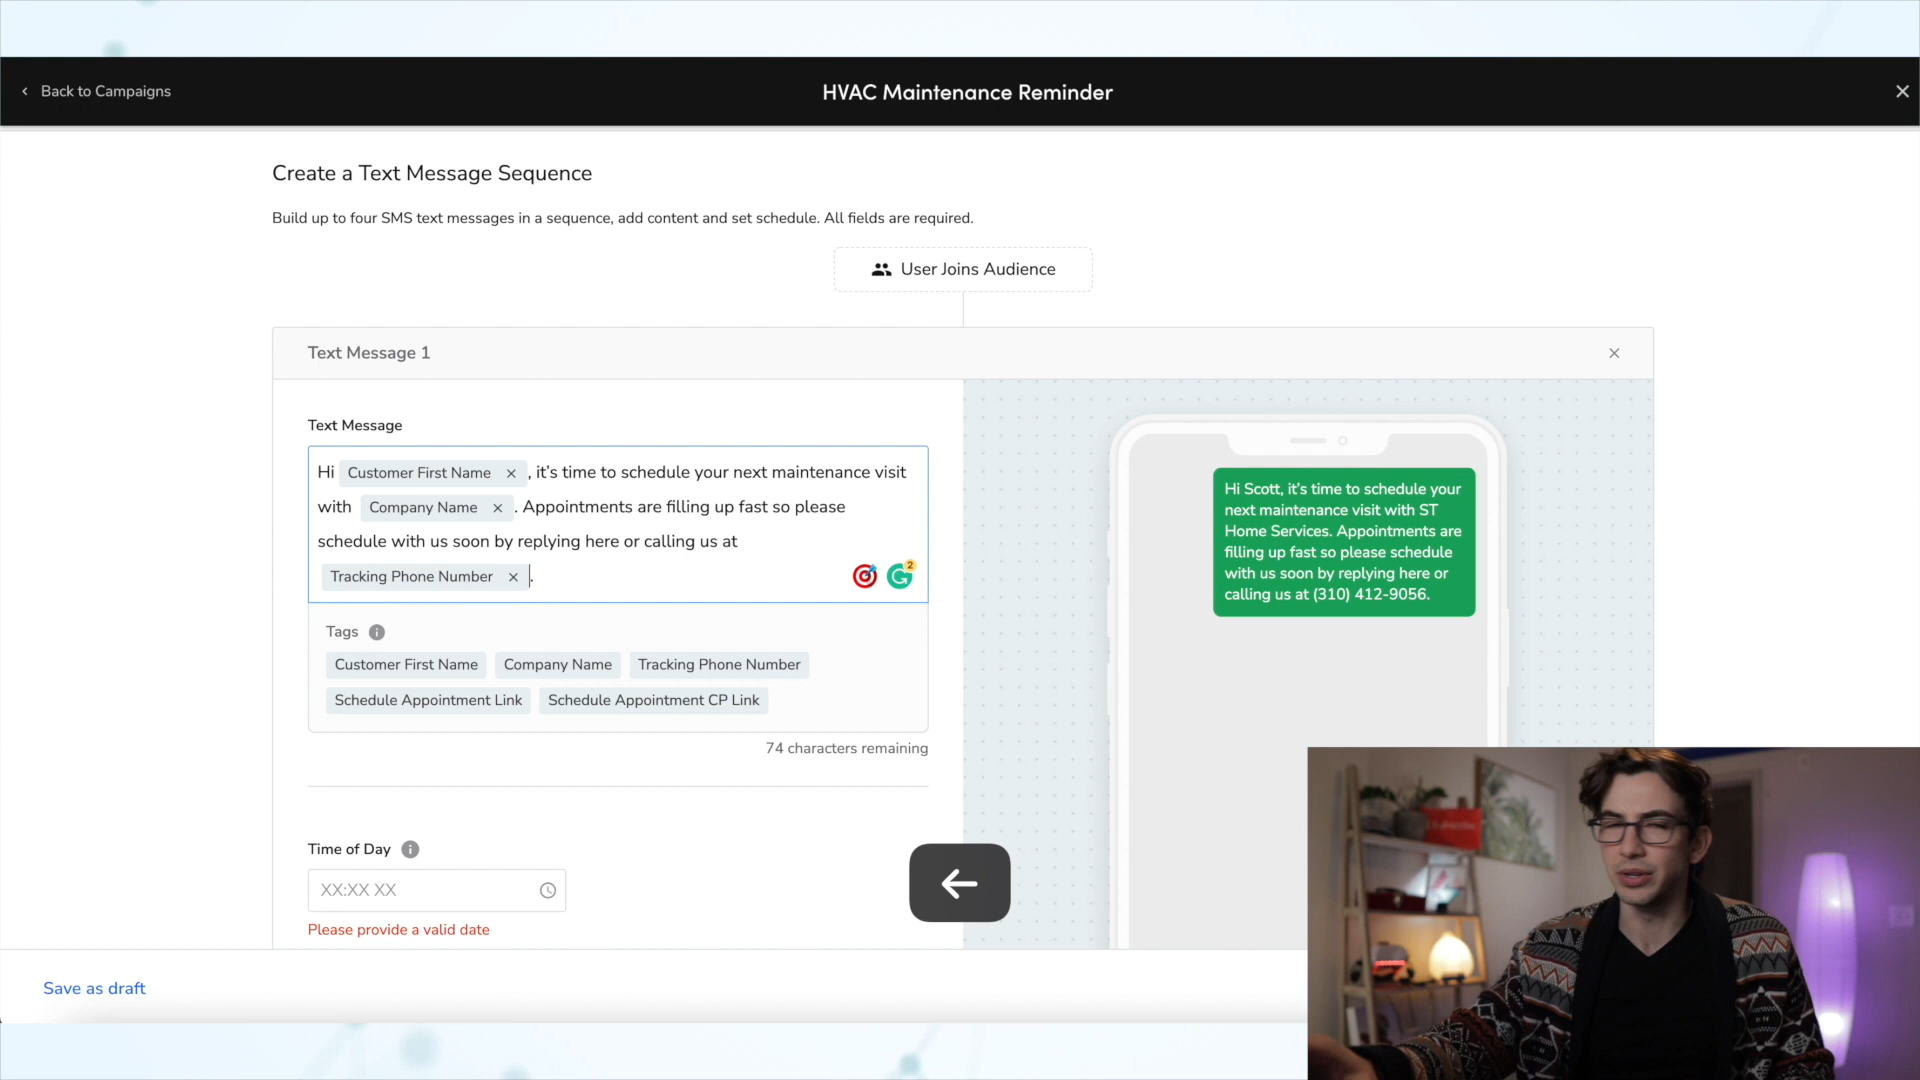 Back to Campaigns
HVAC Maintenance Reminder
Create a Text Message Sequence
Build up to four SMS text messages in a sequence, add content and set schedule. All fields are required.
User Joins Audience
Text Message 1
Text Message
Hi Customer First Name × , it's time to schedule your next maintenance visit
with Company Name × . Appointments are filling up fast so please
schedule with us soon by replying here or calling us at
Tracking Phone Number × .
2
Tags
Customer First Name Company Name Tracking Phone Number
Schedule Appointment Link Schedule Appointment CP Link
74 characters remaining
Time of Day
XX:XX XX
Please provide a valid date
Save as draft
Hi Scott, it's time to schedule your
next maintenance visit with ST
Home Services. Appointments are
filling up fast so please schedule
with us soon by replying here or
calling us at (310) 412-9056.